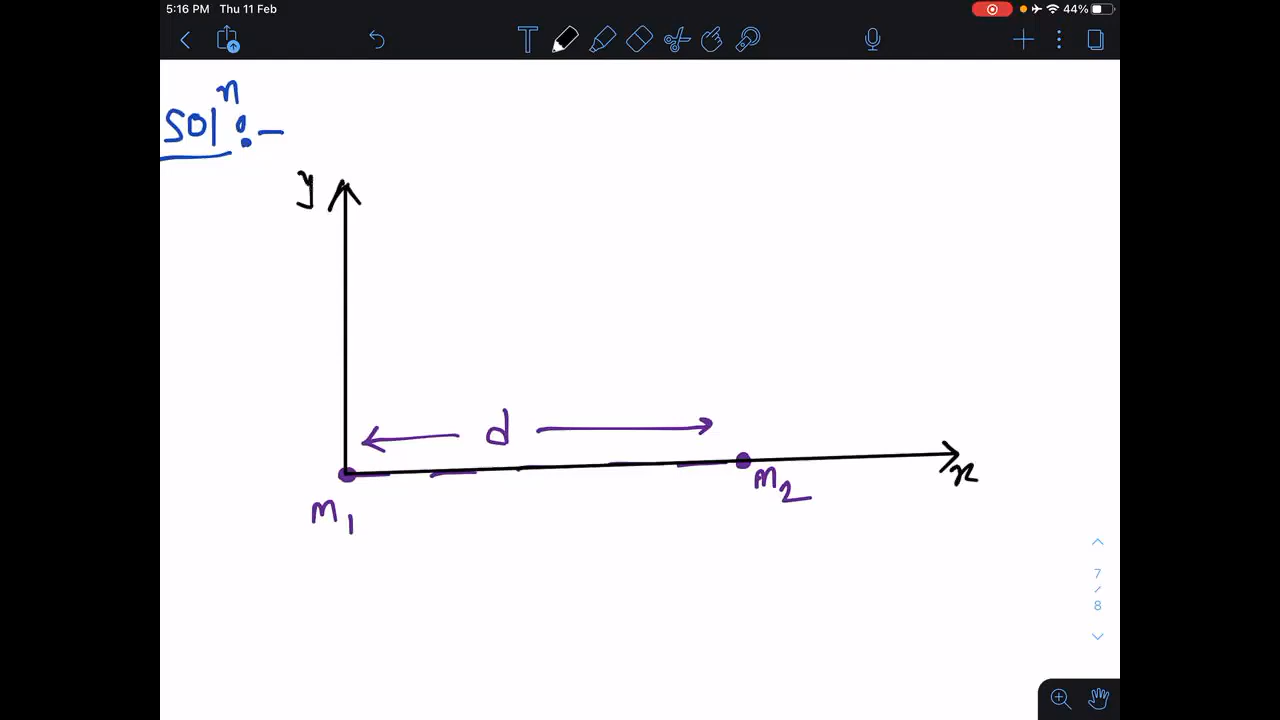 5:16 PM Thu 11 Feb
44%
T
Solⁿ :-
y
d
m₂
x
m₁
7
/
8